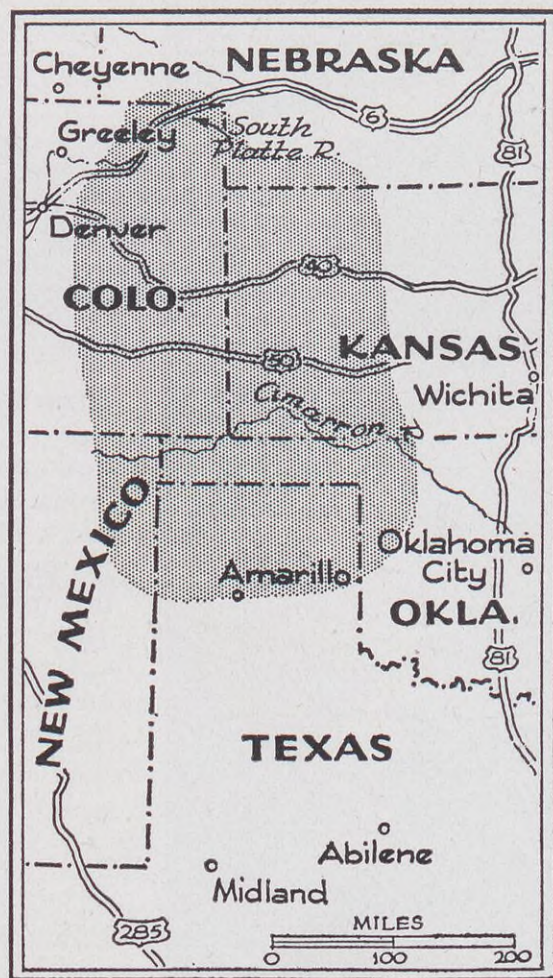 NEBRASKA
Cheyenne
6
Greeley
South
Platte R.
81
Denver
40
COLO.
50
KANSAS
Wichita
Cimarron R.
NEW MEXICO
Oklahoma
City
Amarillo
OKLA.
81
TEXAS
Abilene
Midland
285
MILES
0 100 200